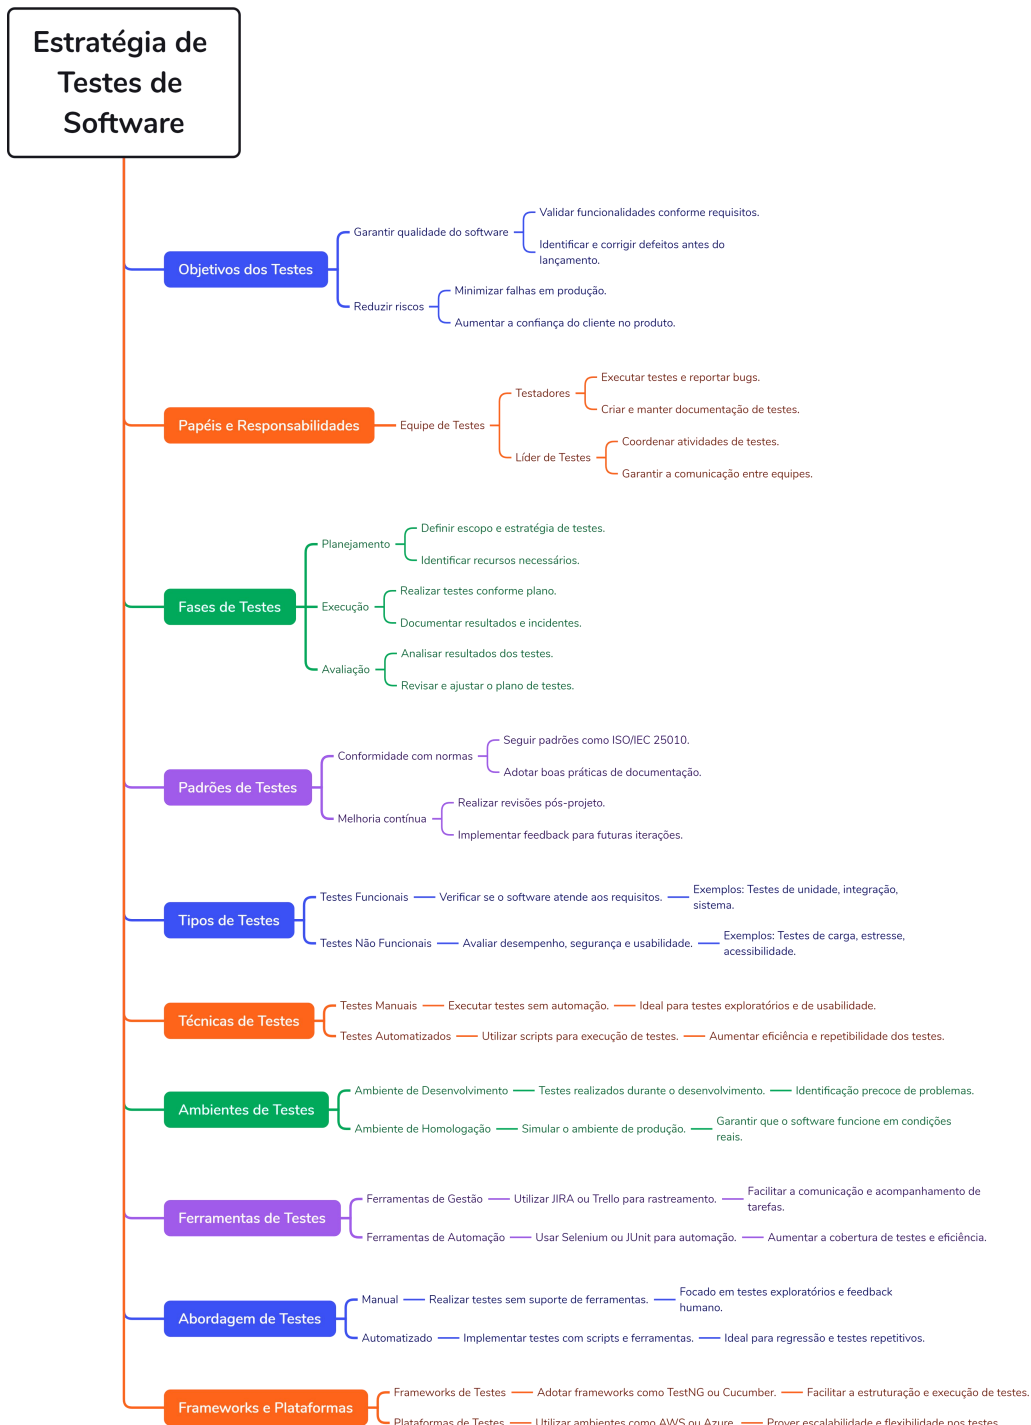 Estratégia de
Testes de
Software
Objetivos dos Testes
Garantir qualidade do software
Validar funcionalidades conforme requisitos.
Identificar e corrigir defeitos antes do
lançamento.
Reduzir riscos
Minimizar falhas em produção.
Aumentar a confiança do cliente no produto.
Papéis e Responsabilidades
Equipe de Testes
Testadores
Executar testes e reportar bugs.
Criar e manter documentação de testes.
Líder de Testes
Coordenar atividades de testes.
Garantir a comunicação entre equipes.
Fases de Testes
Planejamento
Definir escopo e estratégia de testes.
Identificar recursos necessários.
Execução
Realizar testes conforme plano.
Documentar resultados e incidentes.
Avaliação
Analisar resultados dos testes.
Revisar e ajustar o plano de testes.
Padrões de Testes
Conformidade com normas
Seguir padrões como ISO/IEC 25010.
Adotar boas práticas de documentação.
Melhoria contínua
Realizar revisões pós-projeto.
Implementar feedback para futuras iterações.
Tipos de Testes
Testes Funcionais
Verificar se o software atende aos requisitos.
Exemplos: Testes de unidade, integração,
sistema.
Testes Não Funcionais
Avaliar desempenho, segurança e usabilidade.
Exemplos: Testes de carga, estresse,
acessibilidade.
Técnicas de Testes
Testes Manuais
Executar testes sem automação.
Ideal para testes exploratórios e de usabilidade.
Testes Automatizados
Utilizar scripts para execução de testes.
Aumentar eficiência e repetibilidade dos testes.
Ambientes de Testes
Ambiente de Desenvolvimento
Testes realizados durante o desenvolvimento.
Identificação precoce de problemas.
Ambiente de Homologação
Simular o ambiente de produção.
Garantir que o software funcione em condições
reais.
Ferramentas de Testes
Ferramentas de Gestão
Utilizar JIRA ou Trello para rastreamento.
Facilitar a comunicação e acompanhamento de
tarefas.
Ferramentas de Automação
Usar Selenium ou JUnit para automação.
Aumentar a cobertura de testes e eficiência.
Abordagem de Testes
Manual
Realizar testes sem suporte de ferramentas.
Focado em testes exploratórios e feedback
humano.
Automatizado
Implementar testes com scripts e ferramentas.
Ideal para regressão e testes repetitivos.
Frameworks e Plataformas
Frameworks de Testes
Adotar frameworks como TestNG ou Cucumber.
Facilitar a estruturação e execução de testes.
Plataformas de Testes
Utilizar ambientes como AWS ou Azure.
Prover escalabilidade e flexibilidade nos testes.